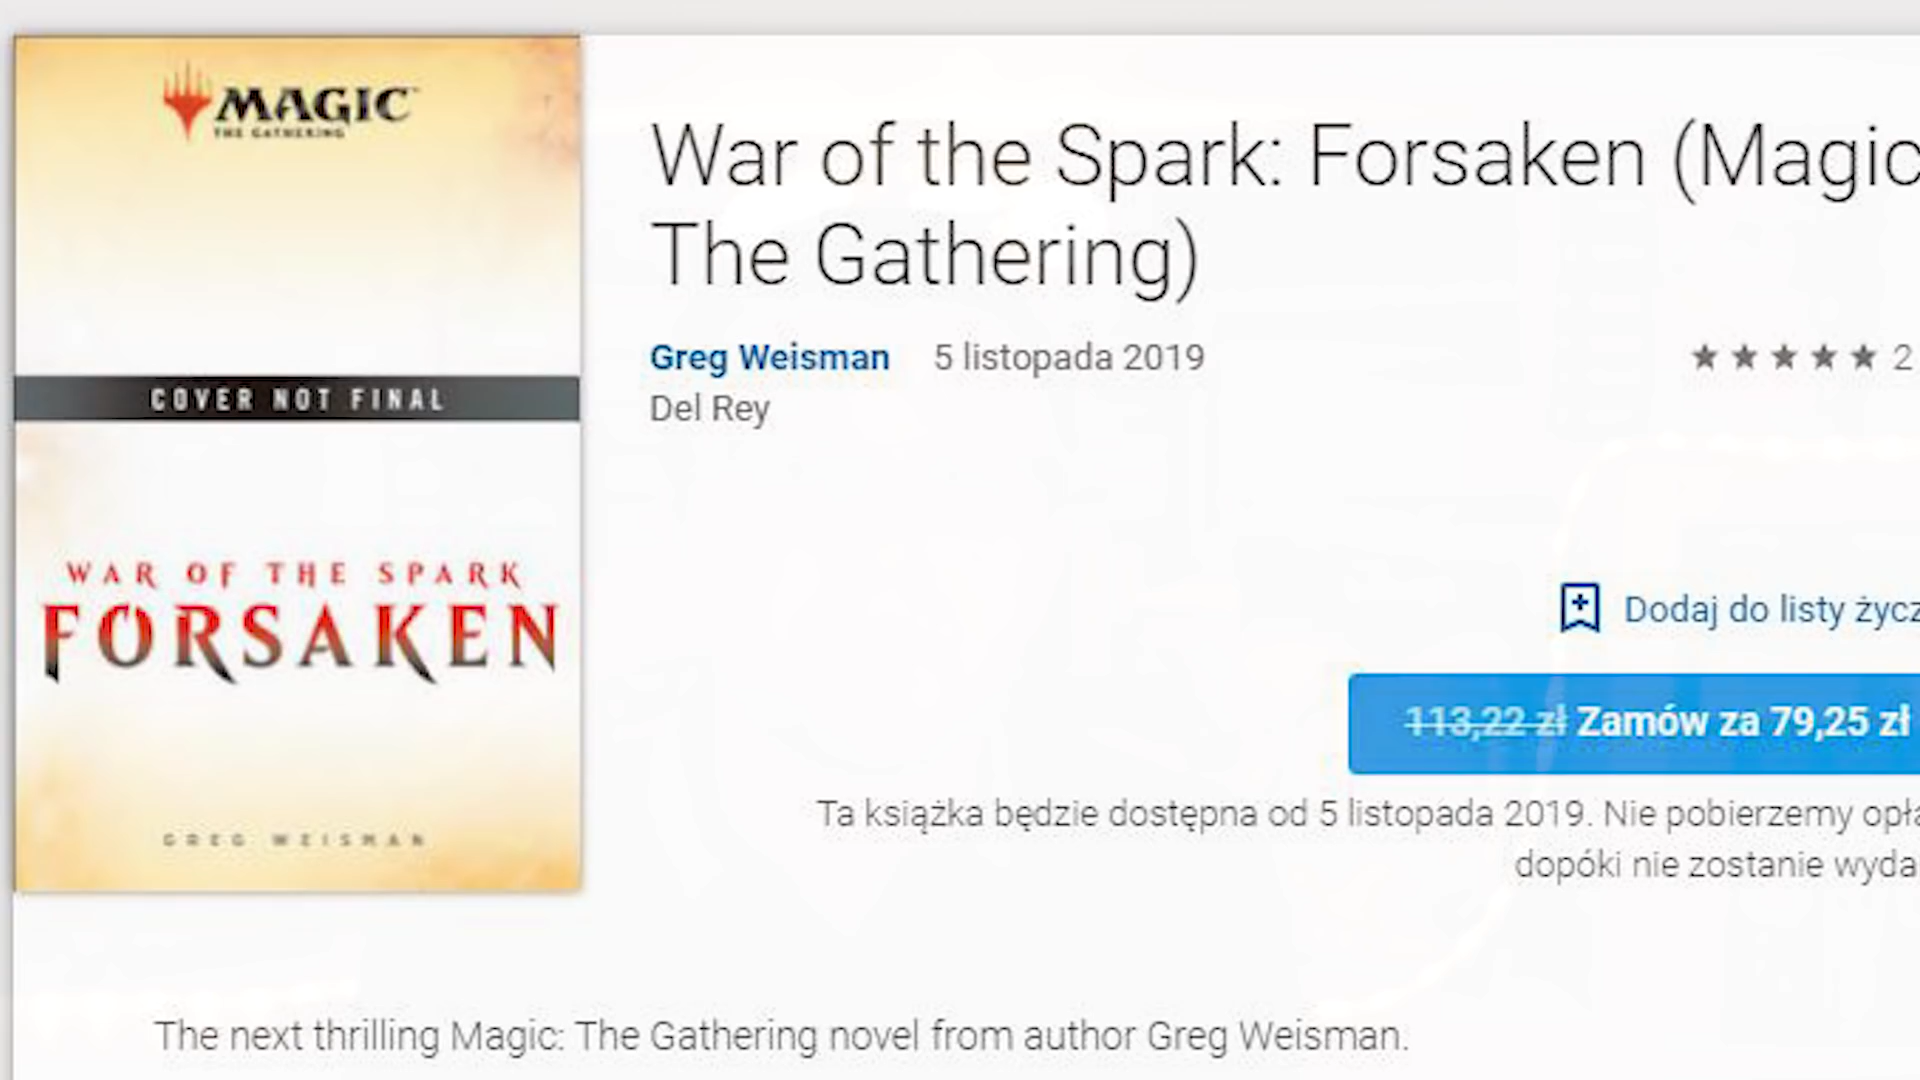 MAGIC
THE GATHERING
COVER NOT FINAL
WAR OF THE SPARK
FORSAKEN
GREG WEISMAN
War of the Spark: Forsaken (Magic
The Gathering)
Greg Weisman 5 listopada 2019
★★★★★ 2
Del Rey
Dodaj do listy życz
113,22 zł Zamów za 79,25 zł
Ta książka będzie dostępna od 5 listopada 2019. Nie pobierzemy opła
dopóki nie zostanie wyda
The next thrilling Magic: The Gathering novel from author Greg Weisman.